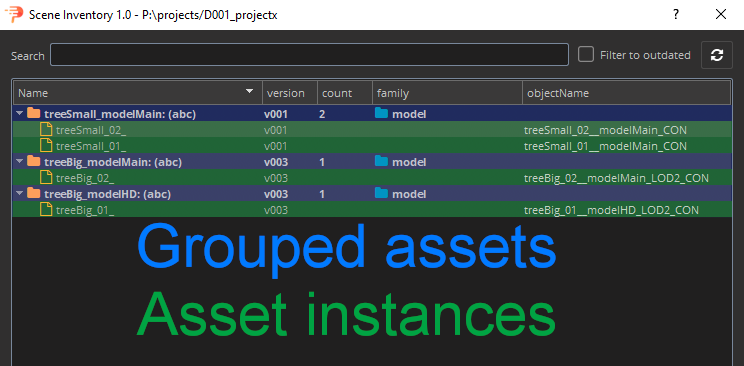 Scene Inventory 1.0 - P:\projects/D001_projectx ? ×
Search Filter to outdated
Name version count family objectName
treeSmall_modelMain: (abc) v001 2 model
treeSmall_02_ v001 treeSmall_02__modelMain_CON
treeSmall_01_ v001 treeSmall_01__modelMain_CON
treeBig_modelMain: (abc) v003 1 model
treeBig_02_ v003 treeBig_02__modelMain_LOD2_CON
treeBig_modelHD: (abc) v003 1 model
treeBig_01_ v003 treeBig_01__modelHD_LOD2_CON
Grouped assets
Asset instances